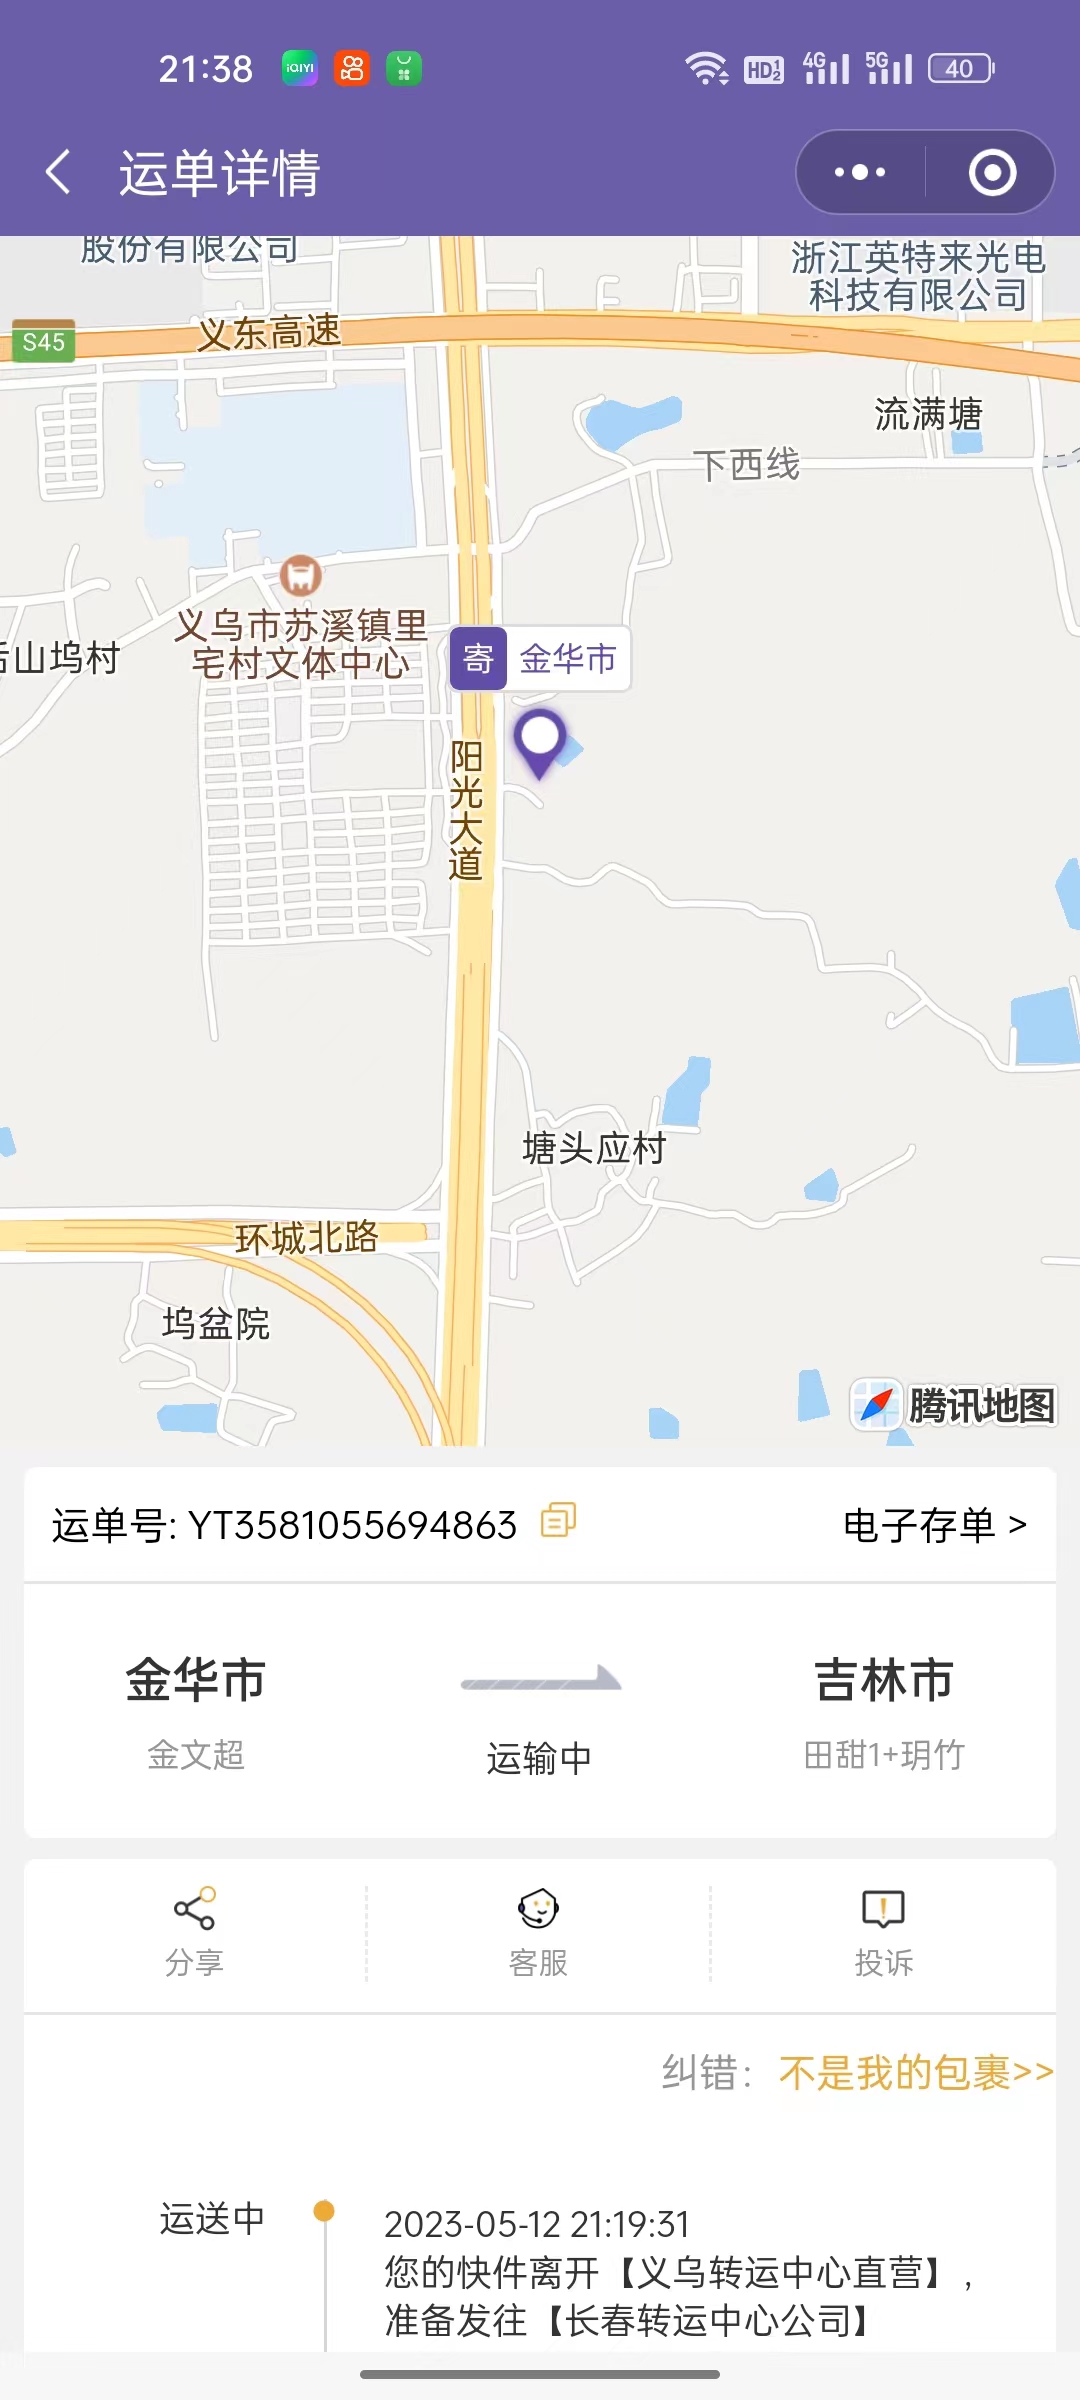 21:38
iQIYI
HD
4G
5G
40
运单详情
股份有限公司
浙江英特来光电
科技有限公司
S45
义东高速
流满塘
下西线
义乌市苏溪镇里
宅村文体中心
山坞村
寄 金华市
阳光大道
塘头应村
环城北路
坞盆院
腾讯地图
运单号: YT3581055694863
电子存单 >
金华市
吉林市
金文超
运输中
田甜1+玥竹
分享
客服
投诉
纠错: 不是我的包裹>>
运送中
2023-05-12 21:19:31
您的快件离开【义乌转运中心直营】,
准备发往【长春转运中心公司】